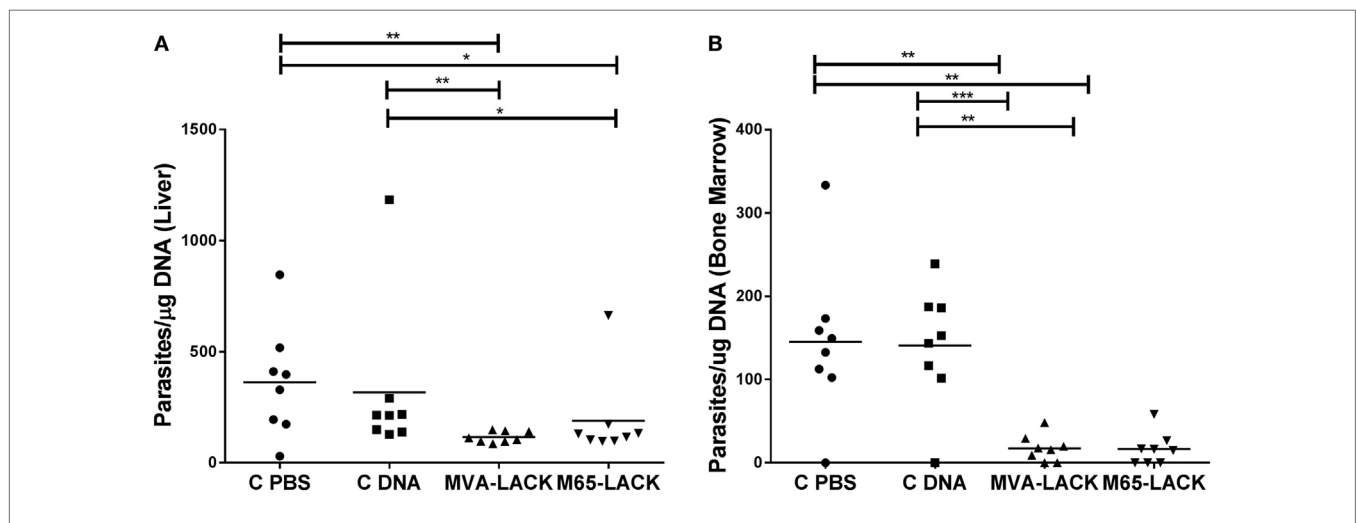 A
**
*
**
*
Parasites/μg DNA (Liver)
1500
1000
500
0
C PBS C DNA MVA-LACK M65-LACK
B
**
**
***
**
Parasites/ug DNA (Bone Marrow)
400
300
200
100
0
C PBS C DNA MVA-LACK M65-LACK